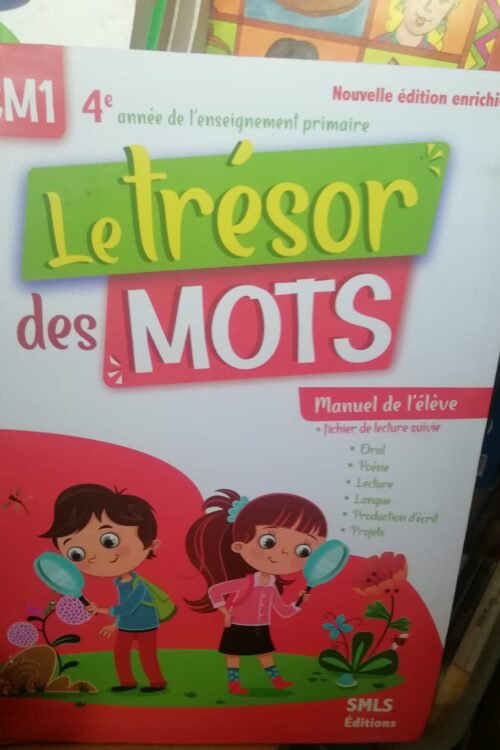 CM1
4e année de l'enseignement primaire
Nouvelle édition enrichie
Le trésor
des MOTS
Manuel de l'élève
+ fichier de lecture suivie
• Oral
• Poésie
• Lecture
• Langue
• Production d'écrit
• Projets
SMLS
Éditions